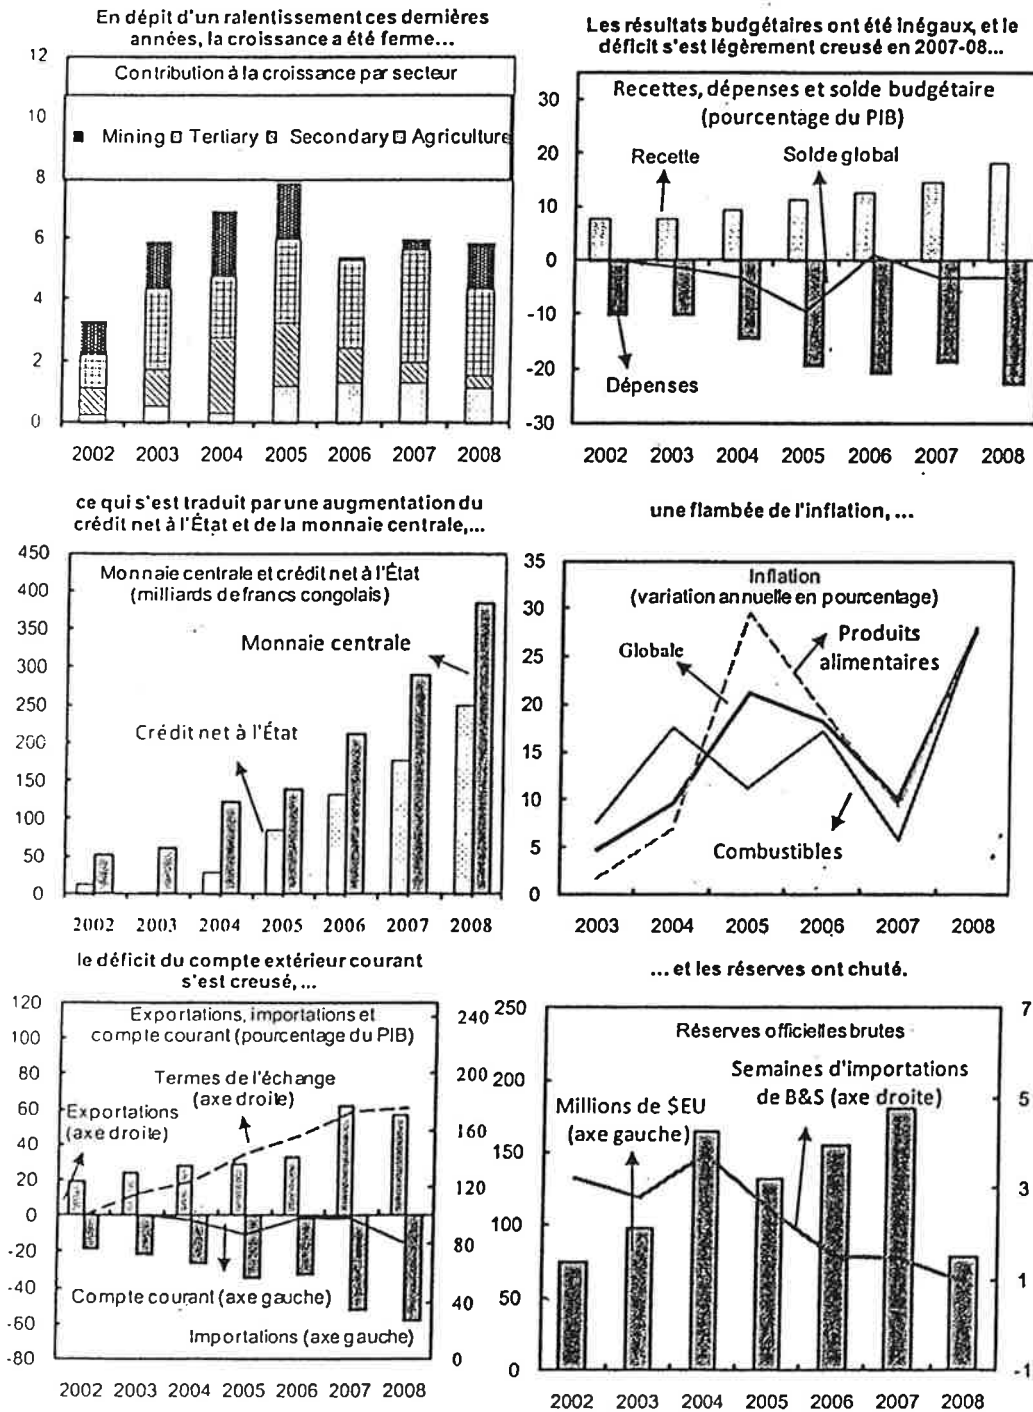 En dépit d'un ralentissement ces dernières
années, la croissance a été ferme...
Contribution à la croissance par secteur
Mining Tertiary Secondary Agriculture
12
10
8
6
4
2
0
2002 2003 2004 2005 2006 2007 2008
Les résultats budgétaires ont été inégaux, et le
déficit s'est légèrement creusé en 2007-08...
Recettes, dépenses et solde budgétaire
(pourcentage du PIB)
Recette
Solde global
Dépenses
30
20
10
0
-10
-20
-30
2002 2003 2004 2005 2006 2007 2008
ce qui s'est traduit par une augmentation du
crédit net à l'État et de la monnaie centrale,...
Monnaie centrale et crédit net à l'État
(milliards de francs congolais)
Monnaie centrale
Crédit net à l'État
450
400
350
300
250
200
150
100
50
0
2002 2003 2004 2005 2006 2007 2008
une flambée de l'inflation, ...
Inflation
(variation annuelle en pourcentage)
Globale
Produits
alimentaires
Combustibles
35
30
25
20
15
10
5
0
2003 2004 2005 2006 2007 2008
le déficit du compte extérieur courant
s'est creusé, ...
Exportations, importations et
compte courant (pourcentage du PIB)
Termes de l'échange
(axe droite)
Exportations
(axe droite)
Compte courant (axe gauche)
Importations (axe gauche)
120
100
80
60
40
20
0
-20
-40
-60
-80
240
200
160
120
80
40
0
2002 2003 2004 2005 2006 2007 2008
... et les réserves ont chuté.
Réserves officielles brutes
Semaines d'importations
de B&S (axe droite)
Millions de $EU
(axe gauche)
250
200
150
100
50
0
7
5
3
1
-1
2002 2003 2004 2005 2006 2007 2008